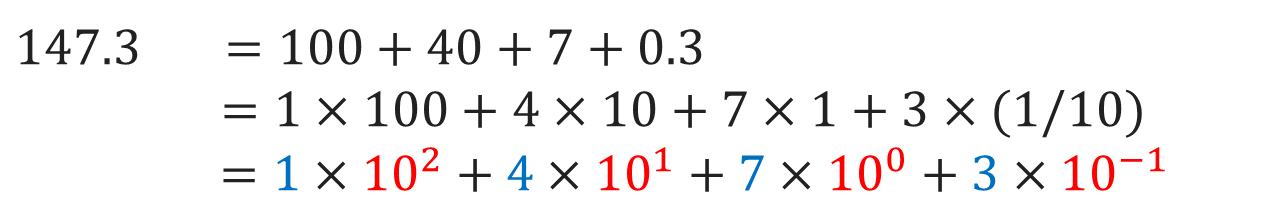 147.3 = 100 + 40 + 7 + 0.3
= 1 × 100 + 4 × 10 + 7 × 1 + 3 × (1/10)
= 1 × 10² + 4 × 10¹ + 7 × 10⁰ + 3 × 10⁻¹